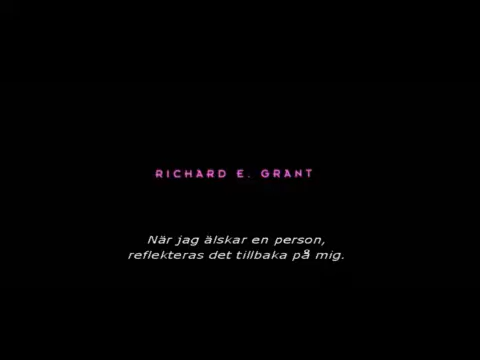 RICHARD E. GRANT
När jag älskar en person,
reflekteras det tillbaka på mig.